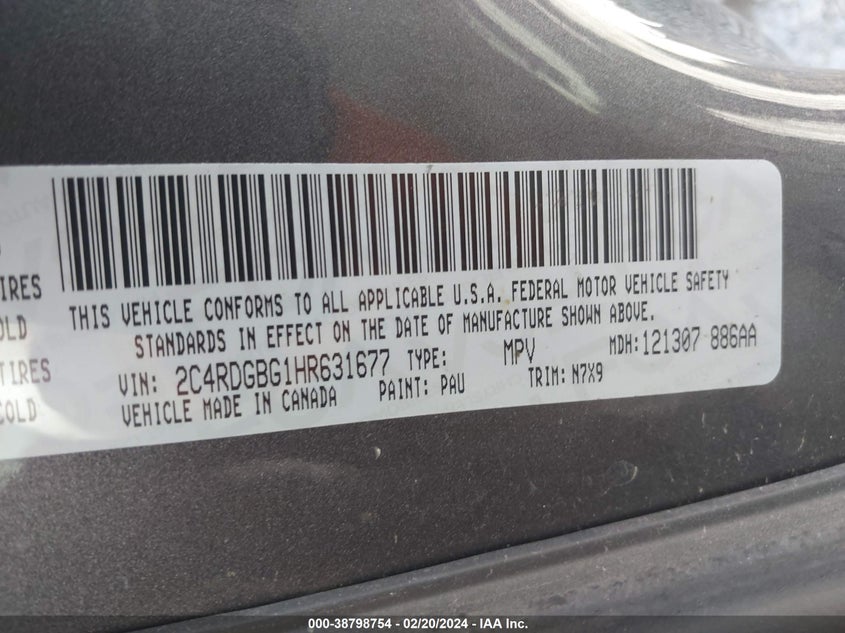 THIS VEHICLE CONFORMS TO ALL APPLICABLE U.S.A. FEDERAL MOTOR VEHICLE SAFETY
STANDARDS IN EFFECT ON THE DATE OF MANUFACTURE SHOWN ABOVE.
VIN: 2C4RDGBG1HR631677 TYPE: MPV MDH: 121307 886AA
VEHICLE MADE IN CANADA PAINT: PAU TRIM: N7X9
IRES
OLD
IRES
COLD
000-38798754 - 02/20/2024 - IAA Inc.